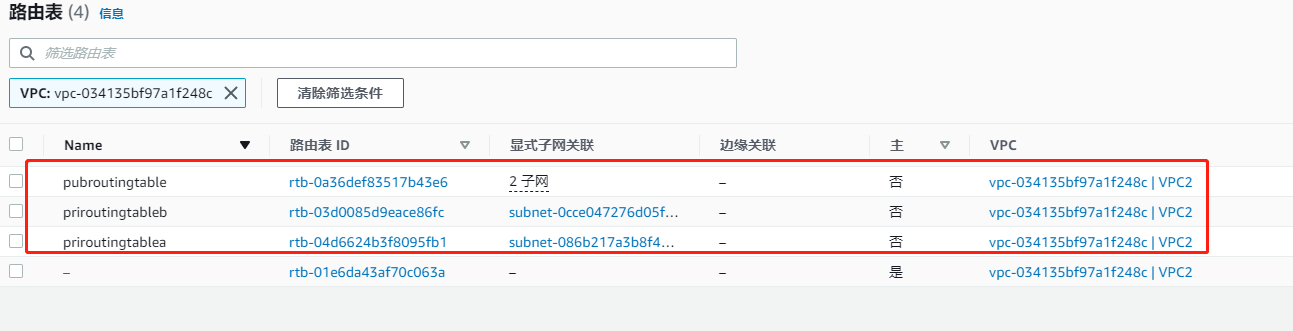 路由表 (4) 信息
筛选路由表
VPC: vpc-034135bf97a1f248c 清除筛选条件
Name 路由表 ID 显式子网关联 边缘关联 主 VPC
pubroutingtable rtb-0a36def83517b43e6 2 子网 – 否 vpc-034135bf97a1f248c | VPC2
priroutingtableb rtb-03d0085d9eace86fc subnet-0cce047276d05f... – 否 vpc-034135bf97a1f248c | VPC2
priroutingtablea rtb-04d6624b3f8095fb1 subnet-086b217a3b8f4... – 否 vpc-034135bf97a1f248c | VPC2
– rtb-01e6da43af70c063a – – 是 vpc-034135bf97a1f248c | VPC2